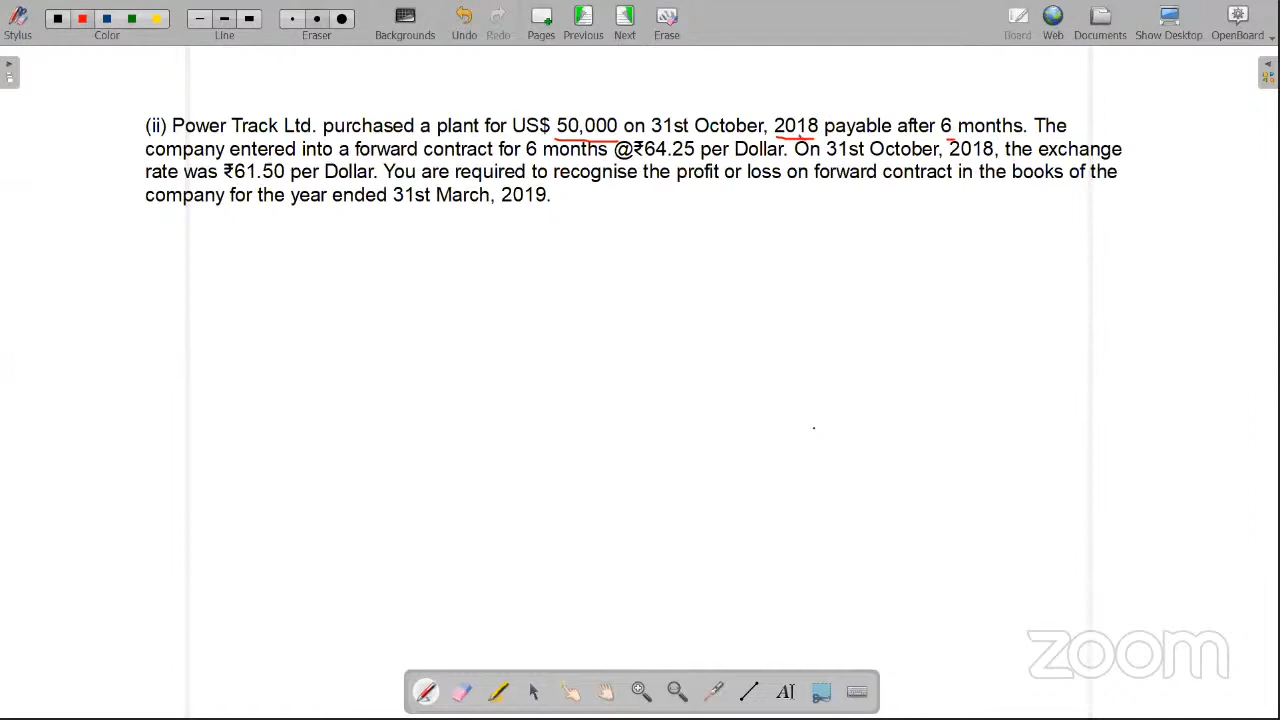 Stylus Color Line Eraser Backgrounds Undo Redo Pages Previous Next Erase Board Web Documents Show Desktop OpenBoard
(ii) Power Track Ltd. purchased a plant for US$ 50,000 on 31st October, 2018 payable after 6 months. The
company entered into a forward contract for 6 months @₹64.25 per Dollar. On 31st October, 2018, the exchange
rate was ₹61.50 per Dollar. You are required to recognise the profit or loss on forward contract in the books of the
company for the year ended 31st March, 2019.
zoom
AI